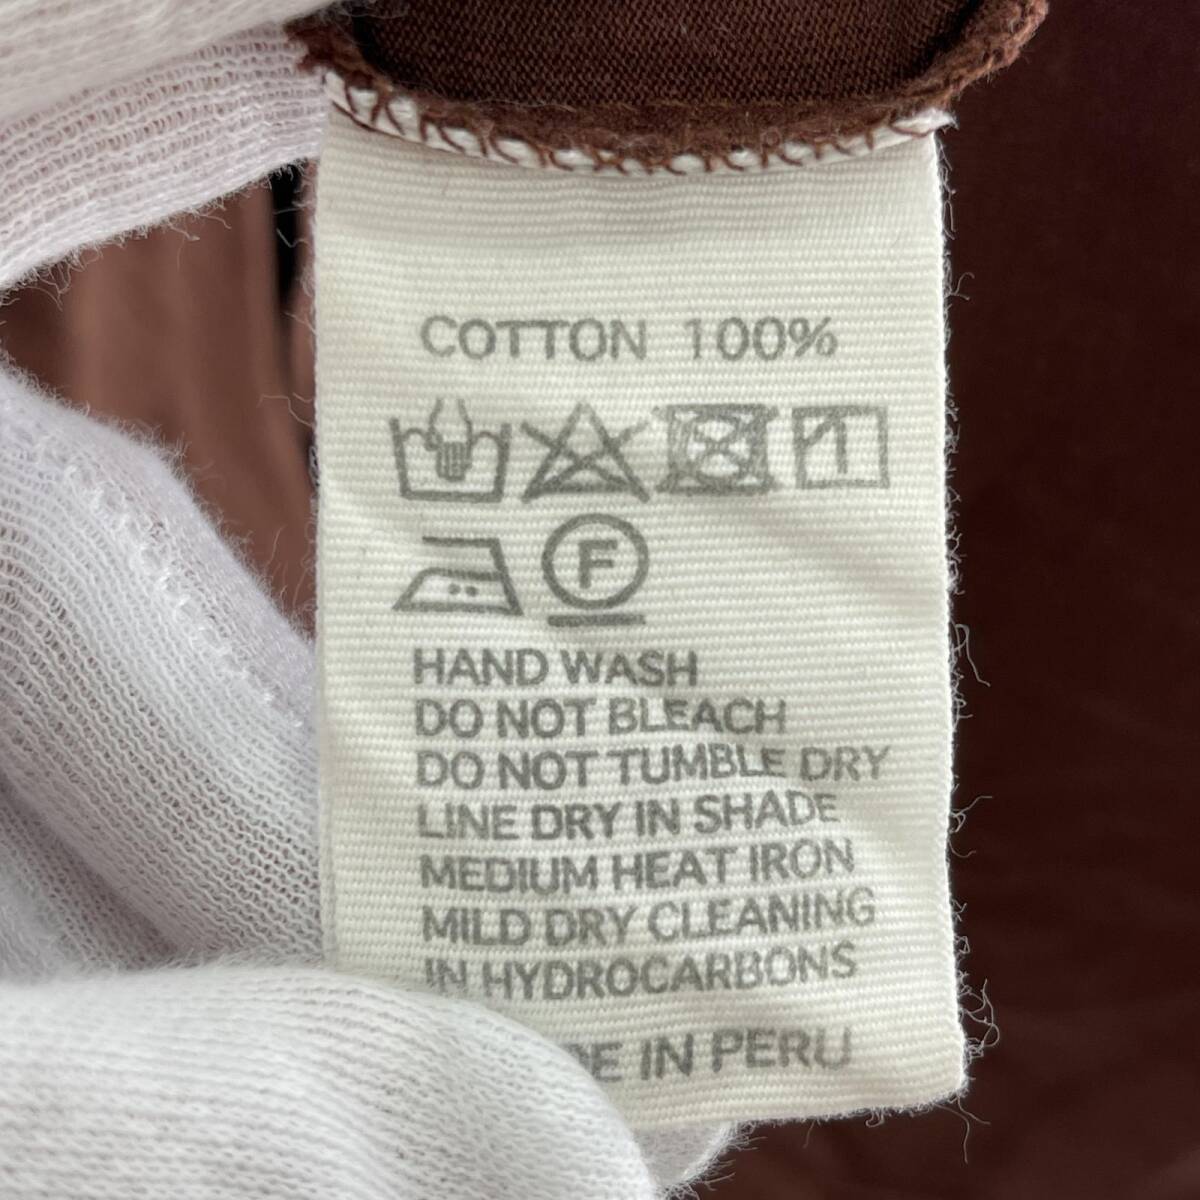 COTTON 100%
F
HAND WASH
DO NOT BLEACH
DO NOT TUMBLE DRY
LINE DRY IN SHADE
MEDIUM HEAT IRON
MILD DRY CLEANING
IN HYDROCARBONS
DE IN PERU